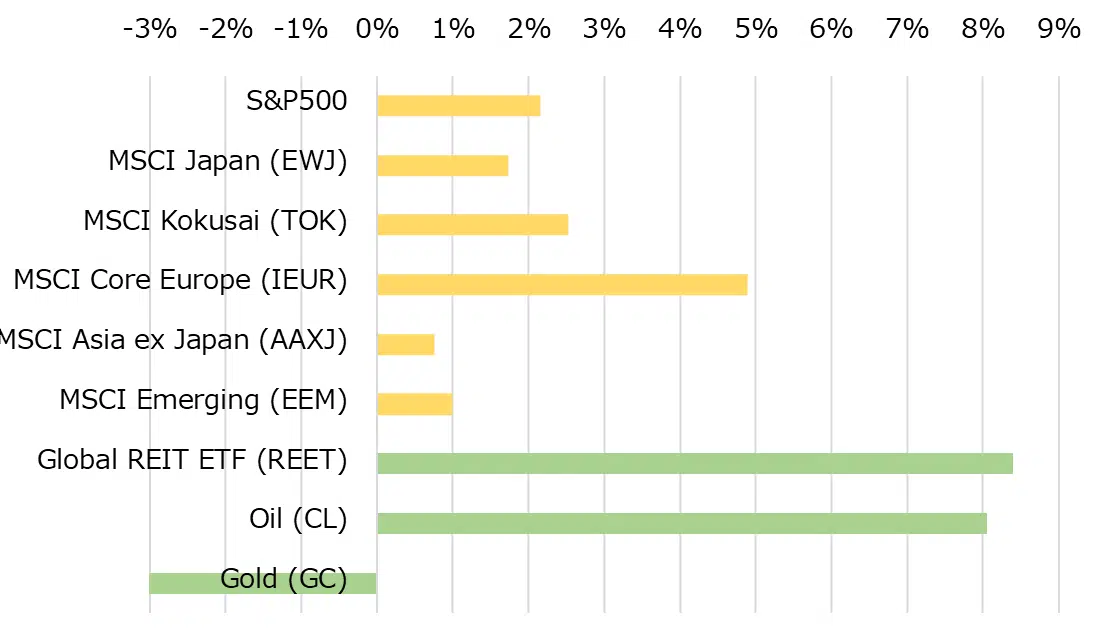 -3% -2% -1% 0% 1% 2% 3% 4% 5% 6% 7% 8% 9%
S&P500
MSCI Japan (EWJ)
MSCI Kokusai (TOK)
MSCI Core Europe (IEUR)
MSCI Asia ex Japan (AAXJ)
MSCI Emerging (EEM)
Global REIT ETF (REET)
Oil (CL)
Gold (GC)